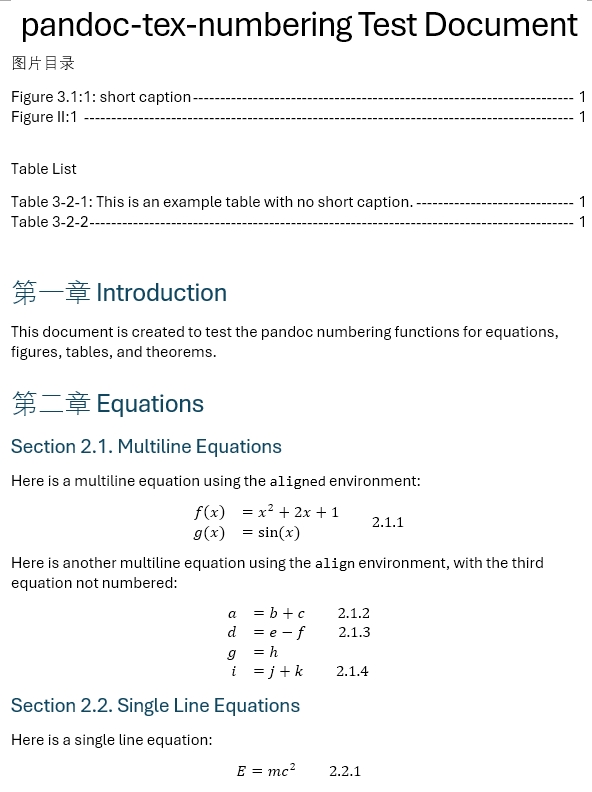 pandoc-tex-numbering Test Document
图片目录
Figure 3.1:1: short caption----------------------------------------------------------------------- 1
Figure II:1 ------------------------------------------------------------------------------------------- 1
Table List
Table 3-2-1: This is an example table with no short caption. ----------------------------- 1
Table 3-2-2------------------------------------------------------------------------------------------ 1
第一章 Introduction
This document is created to test the pandoc numbering functions for equations,
figures, tables, and theorems.
第二章 Equations
Section 2.1. Multiline Equations
Here is a multiline equation using the aligned environment:
f(x) = x² + 2x + 1
g(x) = sin(x) 2.1.1
Here is another multiline equation using the align environment, with the third
equation not numbered:
a = b + c 2.1.2
d = e − f 2.1.3
g = h
i = j + k 2.1.4
Section 2.2. Single Line Equations
Here is a single line equation:
E = mc² 2.2.1